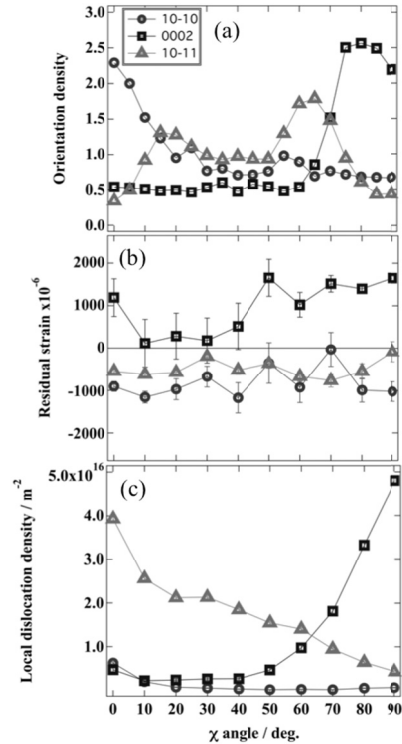 3.0
10-10
0002
10-11
(a)
2.5
2.0
1.5
1.0
0.5
0.0
Orientation density
(b)
2000
1000
0
-1000
-2000
Residual strain x10-6
5.0x10 16
(c)
4.0
3.0
2.0
1.0
Local dislocation density / m-2
0 10 20 30 40 50 60 70 80 90
χ angle / deg.